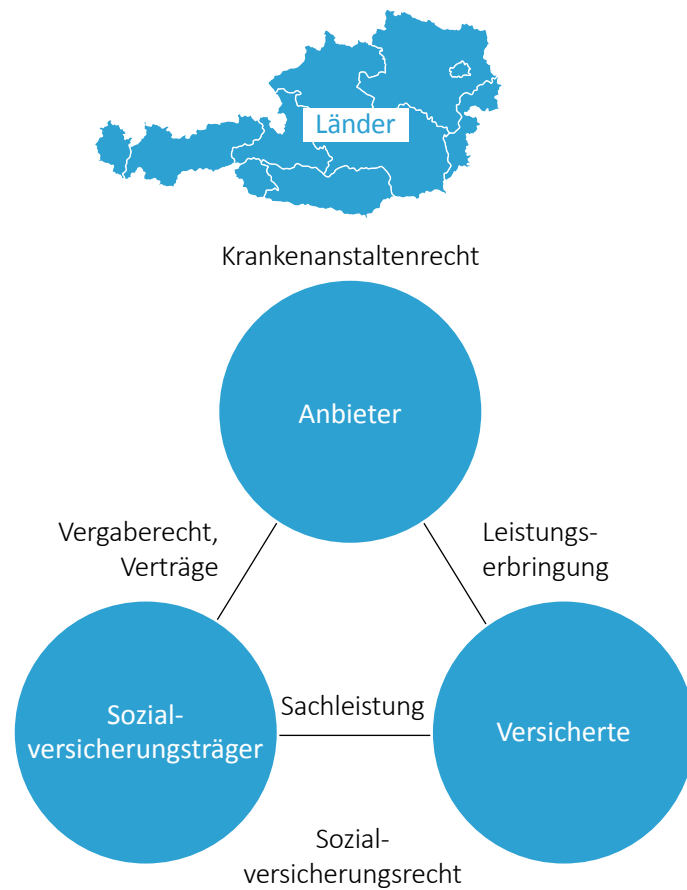 Länder
Krankenanstaltenrecht
Anbieter
Vergaberecht,
Verträge
Leistungs-
erbringung
Sozial-
versicherungsträger
Sachleistung
Versicherte
Sozial-
versicherungsrecht